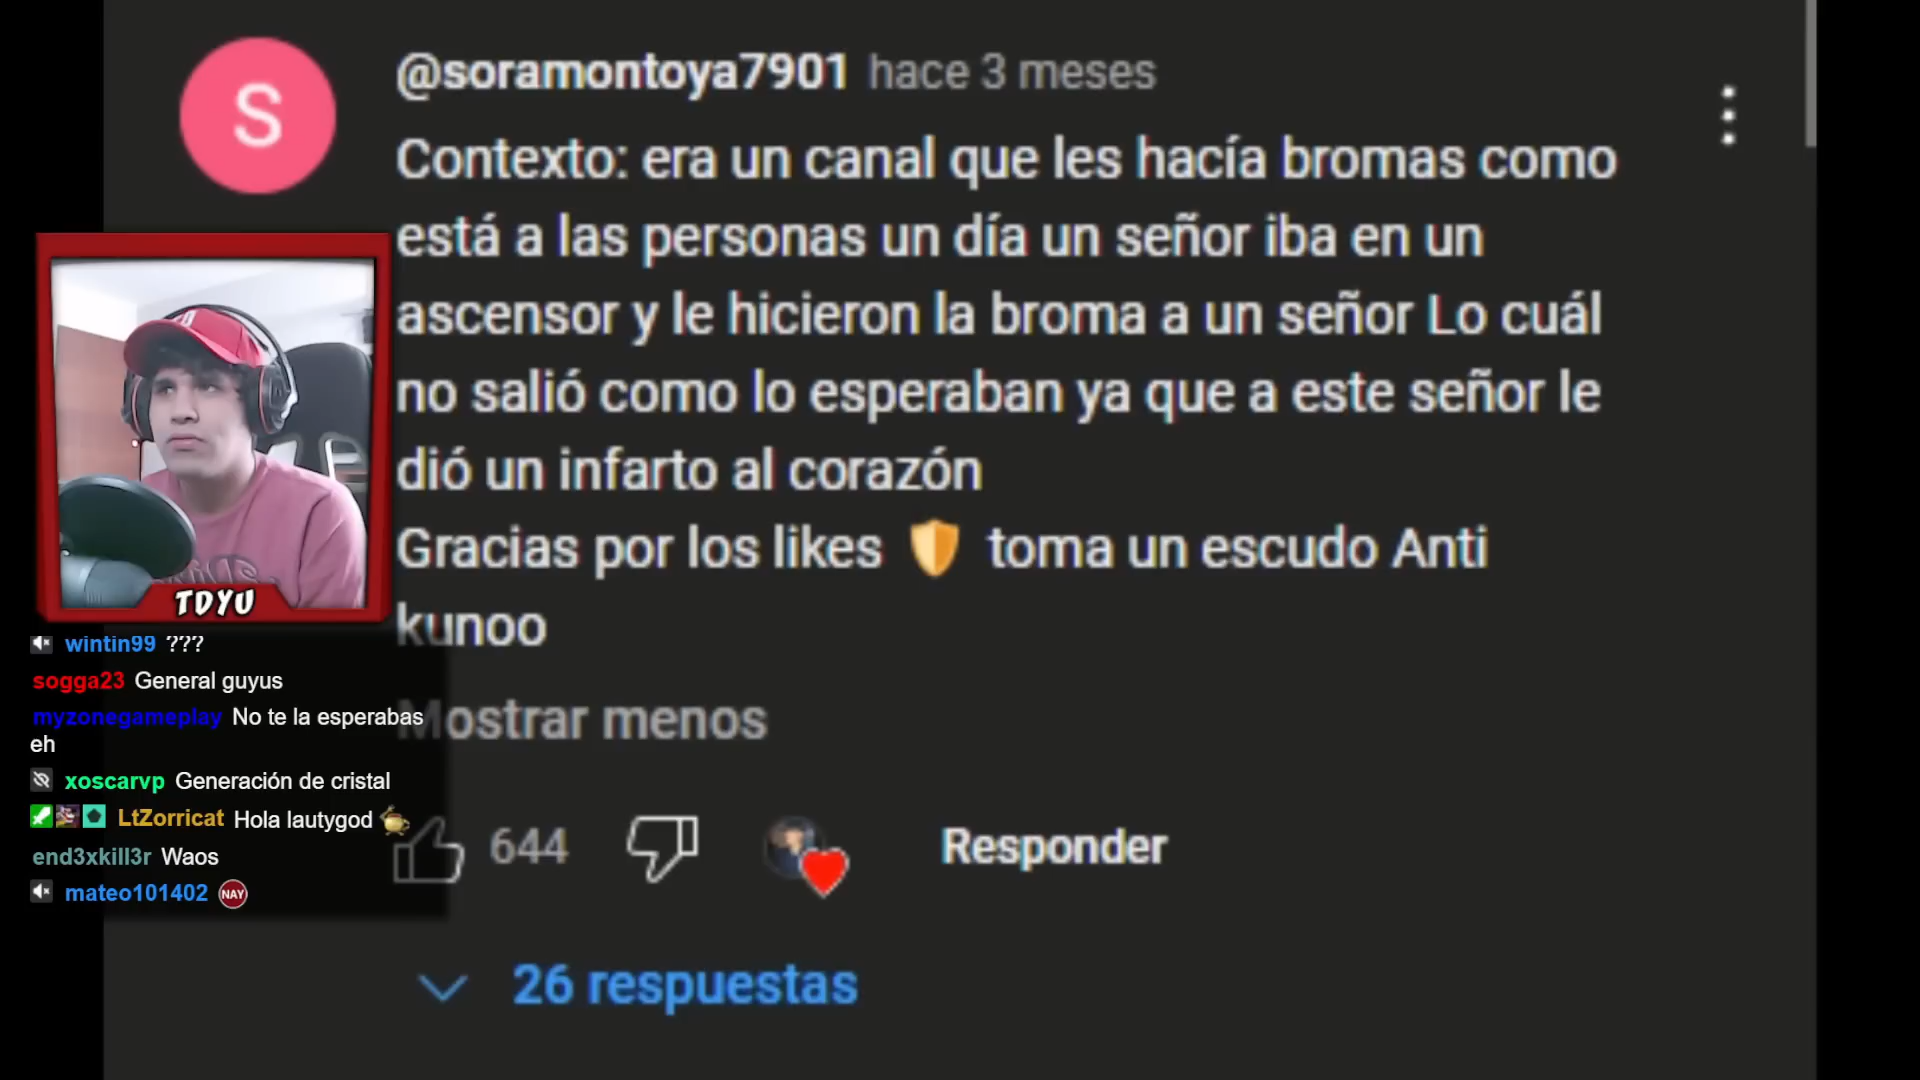 @soramontoya7901 hace 3 meses
Contexto: era un canal que les hacía bromas como
está a las personas un día un señor iba en un
ascensor y le hicieron la broma a un señor Lo cuál
no salió como lo esperaban ya que a este señor le
dió un infarto al corazón
Gracias por los likes 🛡️ toma un escudo Anti
kunoo
Mostrar menos
644
Responder
26 respuestas
S
TDYU
wintin99 ???
sogga23 General guyus
myzonegameplay No te la esperabas
eh
xoscarvp Generación de cristal
LtZorricat Hola lautygod
end3xkill3r Waos
mateo101402 NAY